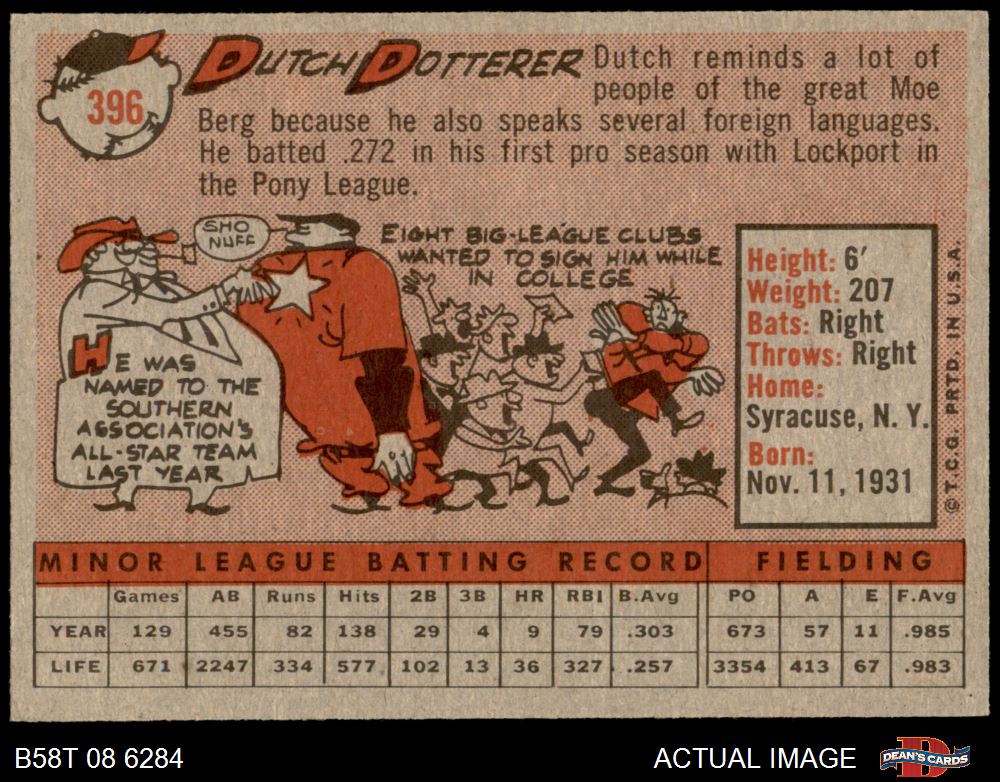 396
DUTCH DOTTERER
Dutch reminds a lot of
people of the great Moe
Berg because he also speaks several foreign languages.
He batted .272 in his first pro season with Lockport in
the Pony League.
SHO
NUFF
EIGHT BIG-LEAGUE CLUBS
WANTED TO SIGN HIM WHILE
IN COLLEGE
HE WAS
NAMED TO THE
SOUTHERN
ASSOCIATION'S
ALL-STAR TEAM
LAST YEAR
Height: 6'
Weight: 207
Bats: Right
Throws: Right
Home:
Syracuse, N. Y.
Born:
Nov. 11, 1931
© T.C.G. PRTD. IN U.S.A.
MINOR LEAGUE BATTING RECORD FIELDING
Games AB Runs Hits 2B 3B HR RBI B.Avg PO A E F.Avg
YEAR 129 455 82 138 29 4 9 79 .303 673 57 11 .985
LIFE 671 2247 334 577 102 13 36 327 .257 3354 413 67 .983
B58T 08 6284
ACTUAL IMAGE
D
DEAN'S CARDS